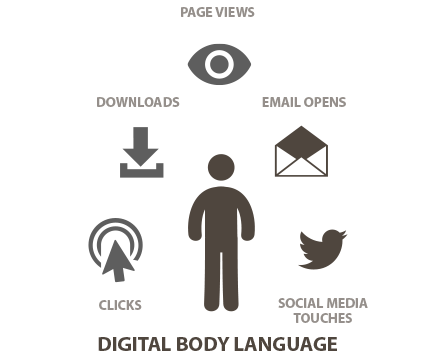 PAGE VIEWS
DOWNLOADS
EMAIL OPENS
CLICKS
SOCIAL MEDIA
TOUCHES
DIGITAL BODY LANGUAGE